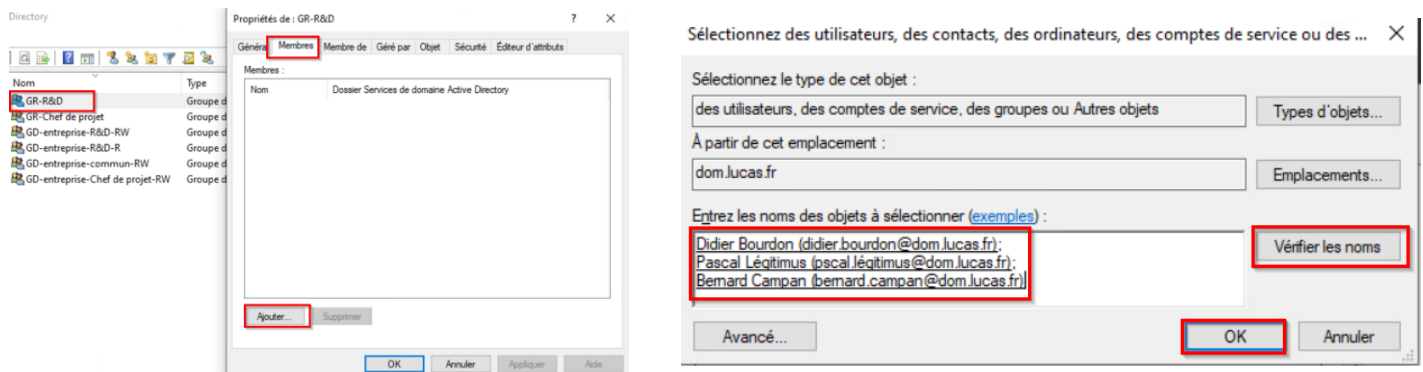 Directory
Nom
Type
GR-R&D
Groupe d
GR-Chef de projet
Groupe d
GD-entreprise-R&D-RW
Groupe d
GD-entreprise-R&D-R
Groupe d
GD-entreprise-commun-RW
Groupe d
GD-entreprise-Chef de projet-RW
Groupe d
Propriétés de : GR-R&D
?
Généra Membres Membre de Géré par Objet Sécurité Éditeur d'attributs
Membres :
Nom
Dossier Services de domaine Active Directory
Ajouter...
Supprimer
OK
Annuler
Appliquer
Aide
Sélectionnez des utilisateurs, des contacts, des ordinateurs, des comptes de service ou des ...
Sélectionnez le type de cet objet :
des utilisateurs, des comptes de service, des groupes ou Autres objets
Types d'objets...
À partir de cet emplacement :
dom.lucas.fr
Emplacements...
Entrez les noms des objets à sélectionner (exemples) :
Didier Bourdon (didier.bourdon@dom.lucas.fr);
Pascal Légitimus (pscal.légitimus@dom.lucas.fr);
Bernard Campan (bernard.campan@dom.lucas.fr)
Vérifier les noms
Avancé...
OK
Annuler